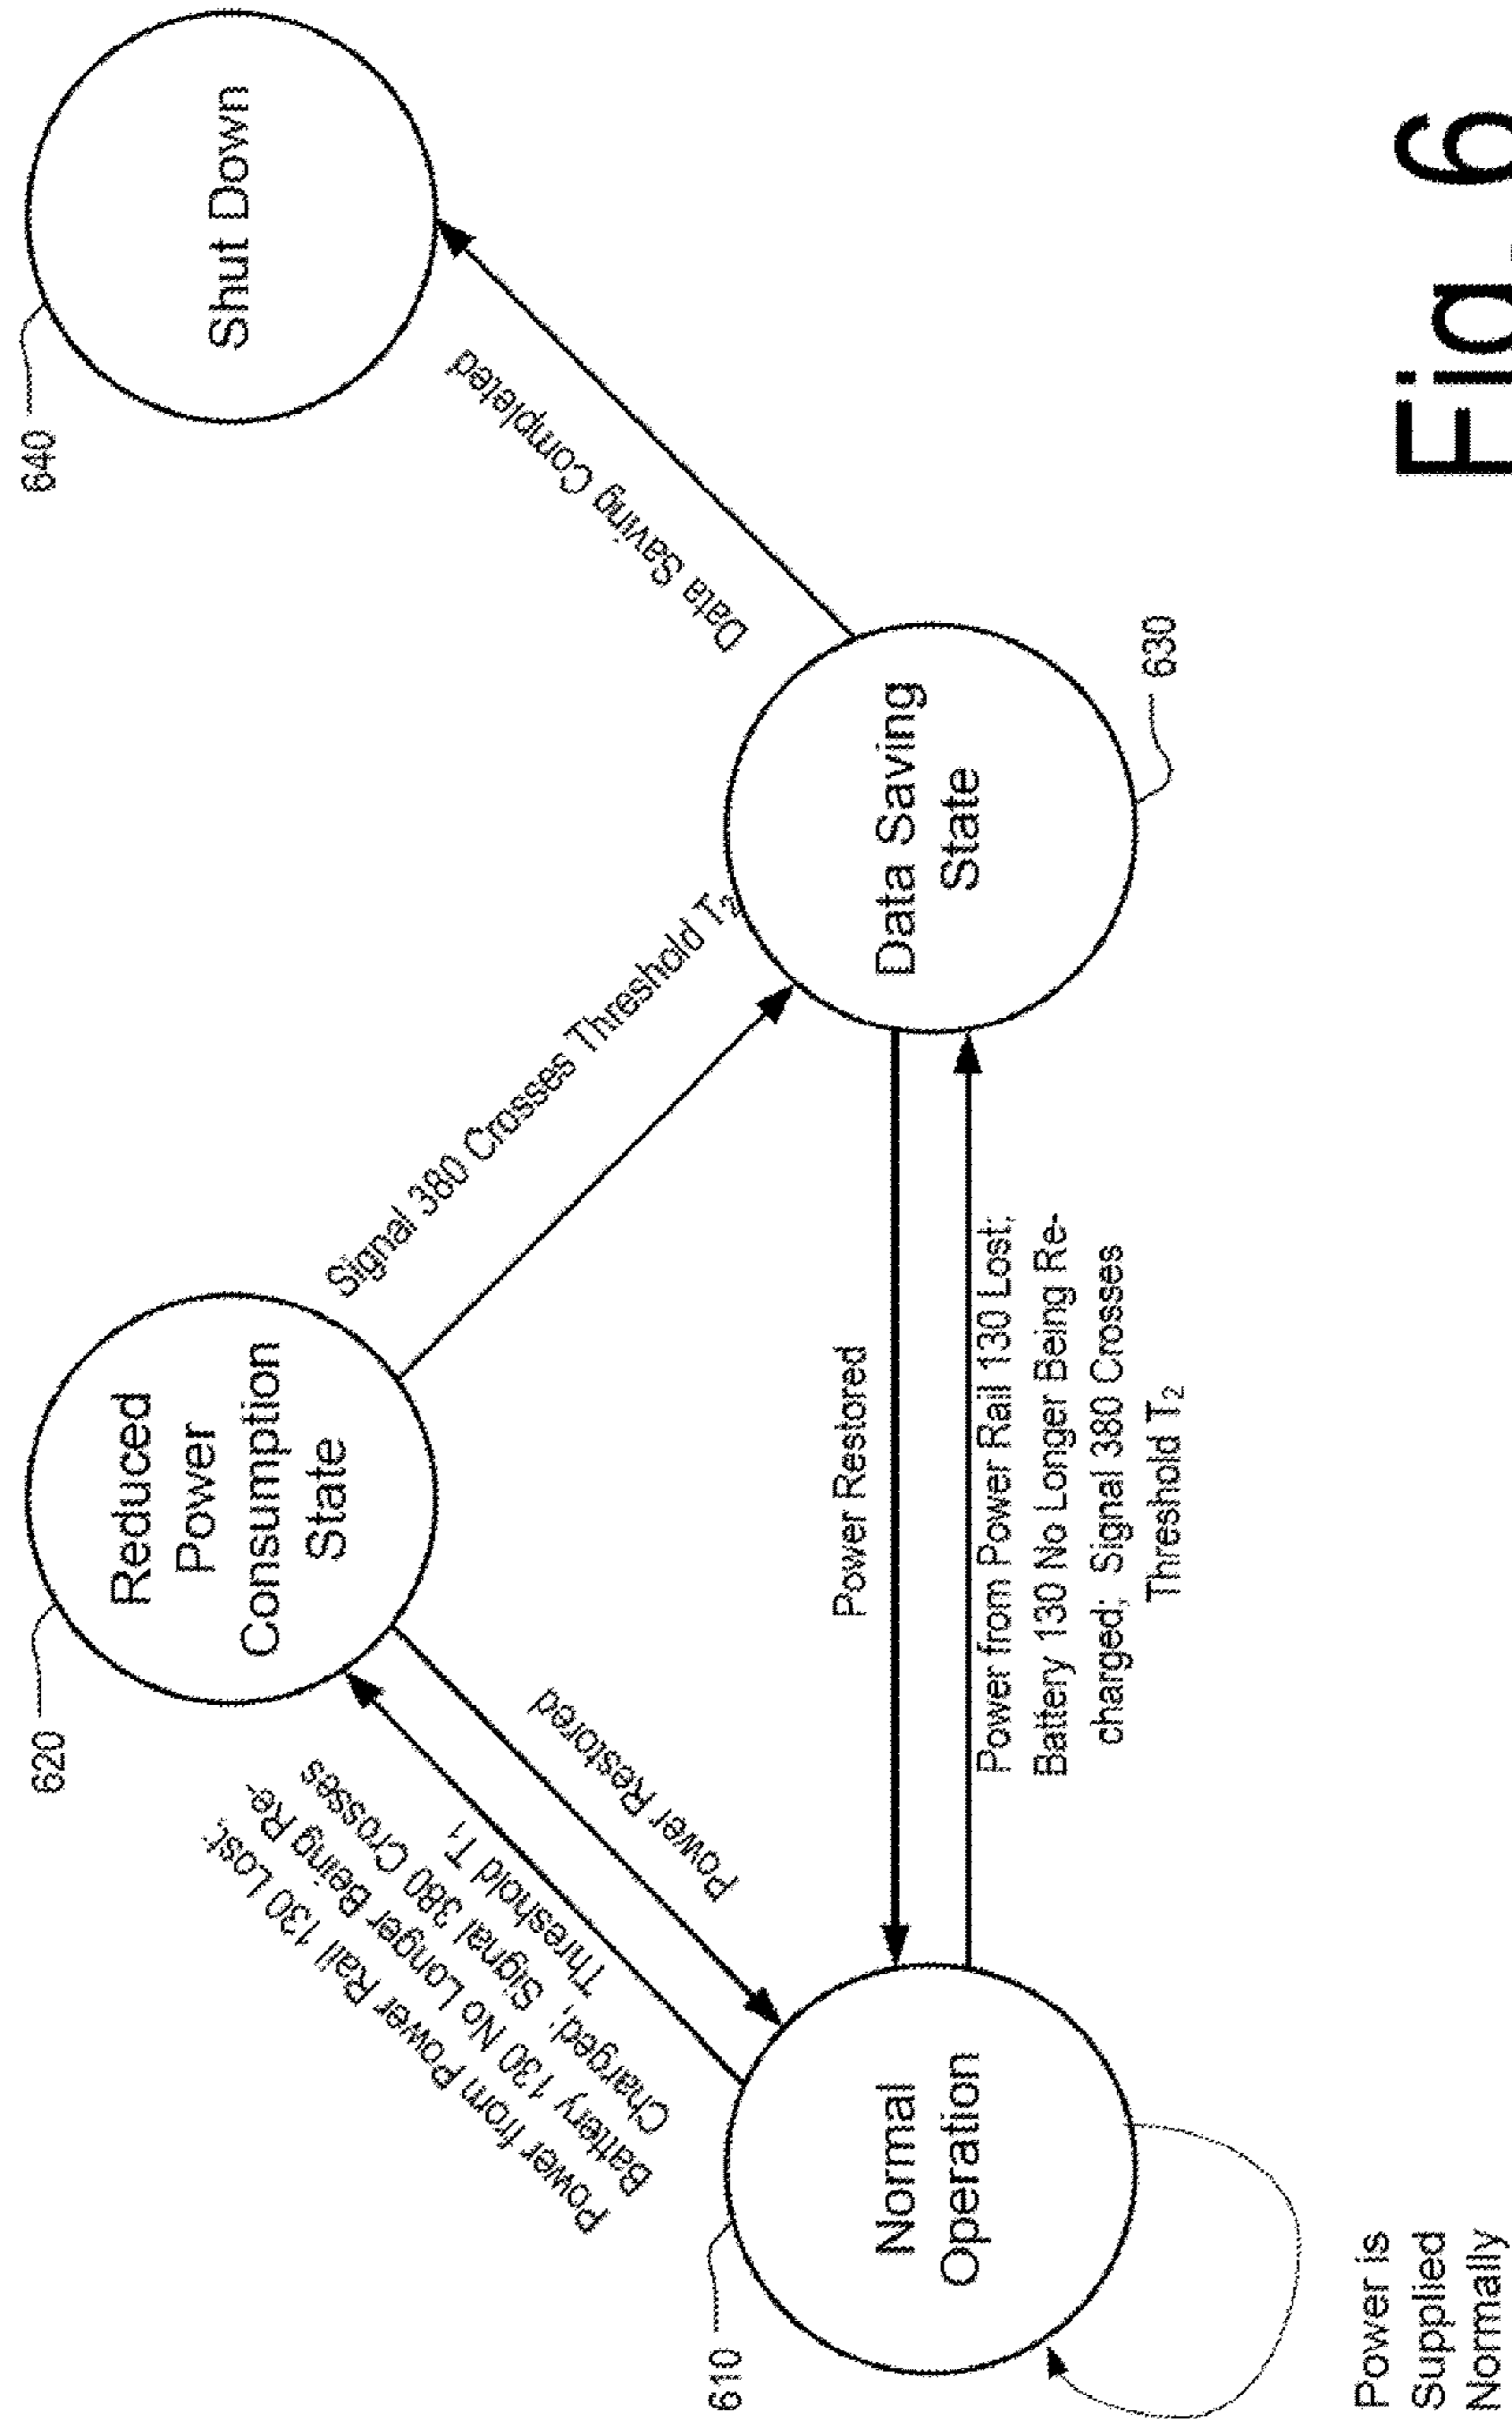 640
Shut Down
Data Saving Completed
620
Reduced
Power
Consumption
State
Signal 380 Crosses Threshold T₂
Power from Power Rail 130 Lost;
Battery 130 No Longer Being Re-
Charged; Signal 380 Crosses
Threshold T₁
Power Restored
Power Restored
Data Saving
State
630
Power from Power Rail 130 Lost;
Battery 130 No Longer Being Re-
charged; Signal 380 Crosses
Threshold T₂
610
Normal
Operation
Power is
Supplied
Normally
Fig. 6